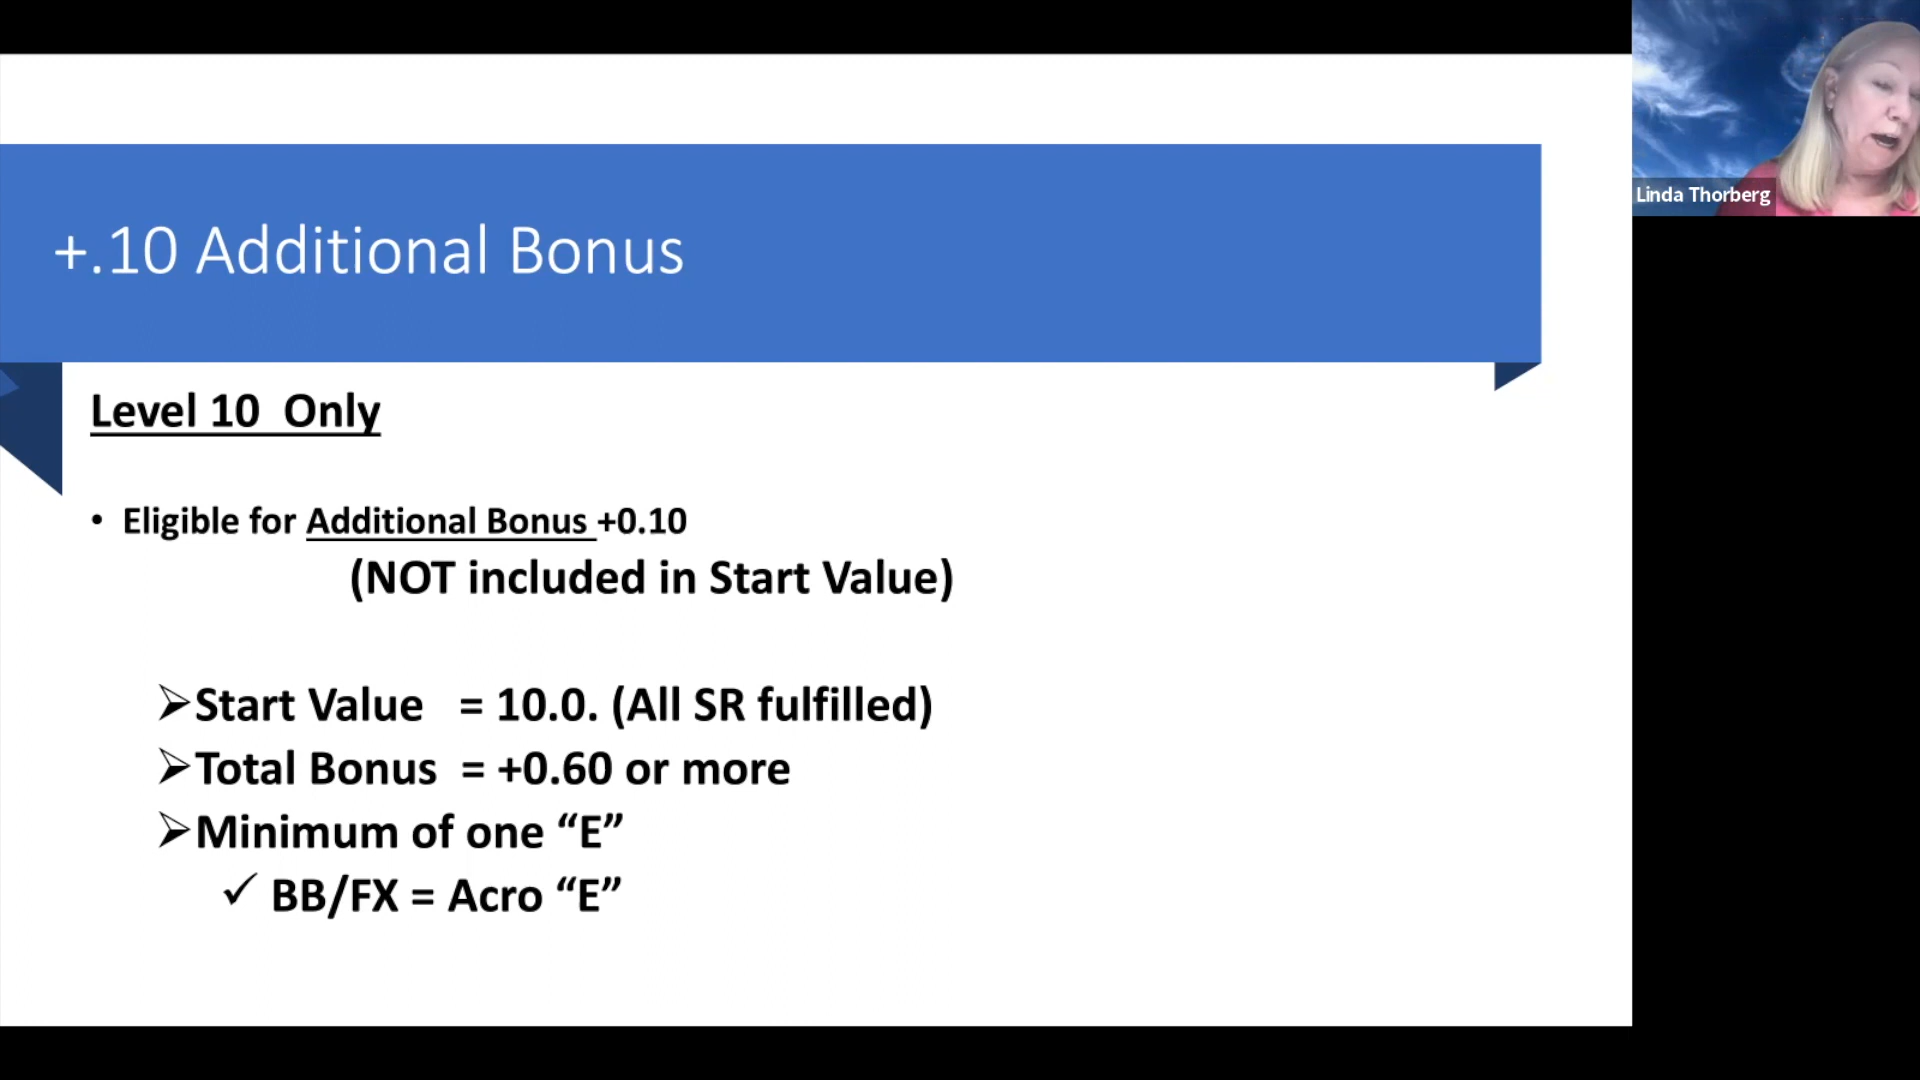 +.10 Additional Bonus
Level 10 Only
• Eligible for Additional Bonus +0.10
(NOT included in Start Value)
➢Start Value = 10.0. (All SR fulfilled)
➢Total Bonus = +0.60 or more
➢Minimum of one “E”
✓ BB/FX = Acro “E”
Linda Thorberg